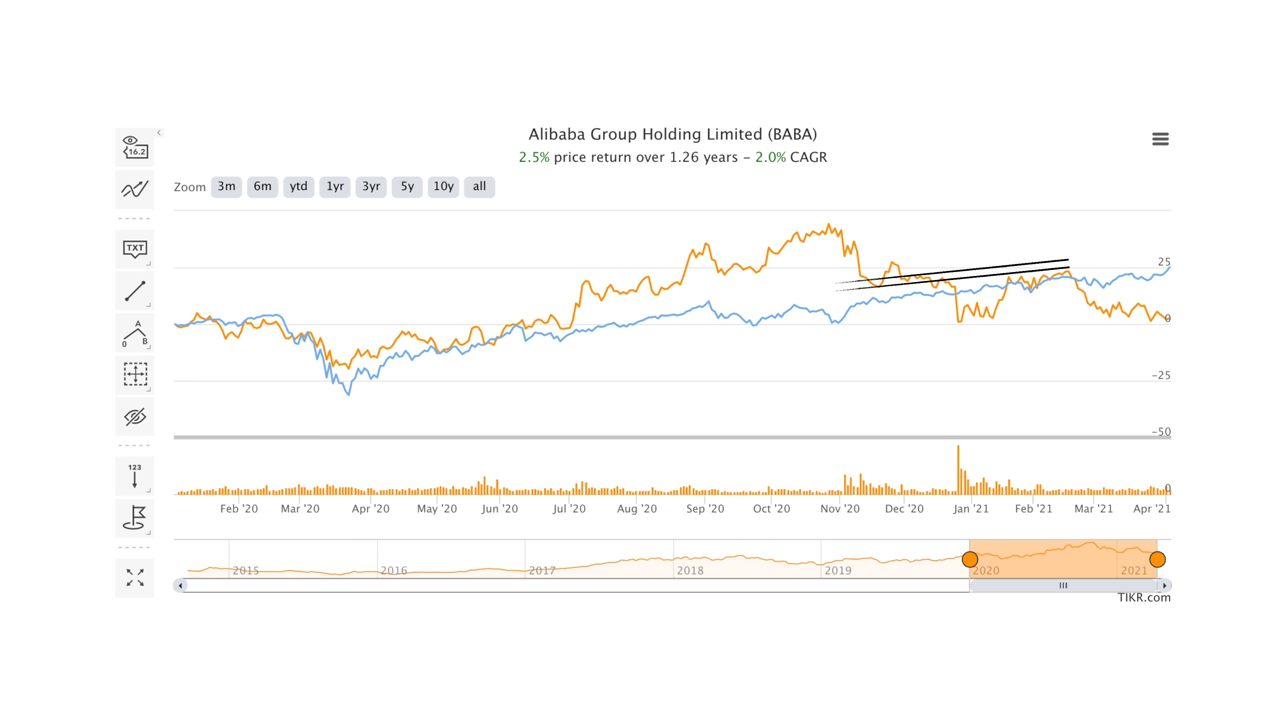 Alibaba Group Holding Limited (BABA)
2.5% price return over 1.26 years – 2.0% CAGR
16.2
Zoom 3m 6m ytd 1yr 3yr 5y 10y all
TXT
25
A
0 B
0
−25
−50
123
0
Feb '20 Mar '20 Apr '20 May '20 Jun '20 Jul '20 Aug '20 Sep '20 Oct '20 Nov '20 Dec '20 Jan '21 Feb '21 Mar '21 Apr '21
2015 2016 2017 2018 2019 2020 2021
TIKR.com